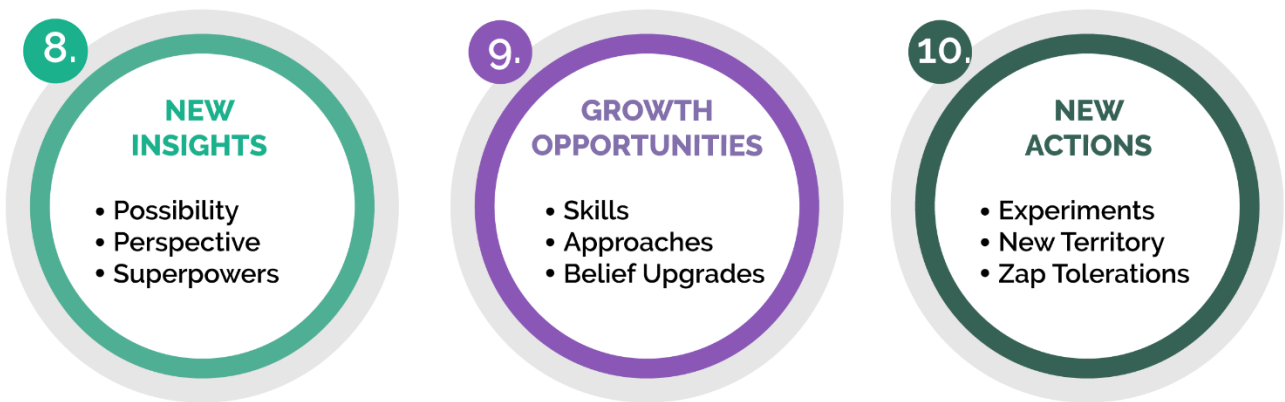 8.
NEW
INSIGHTS
• Possibility
• Perspective
• Superpowers
9.
GROWTH
OPPORTUNITIES
• Skills
• Approaches
• Belief Upgrades
10.
NEW
ACTIONS
• Experiments
• New Territory
• Zap Tolerations